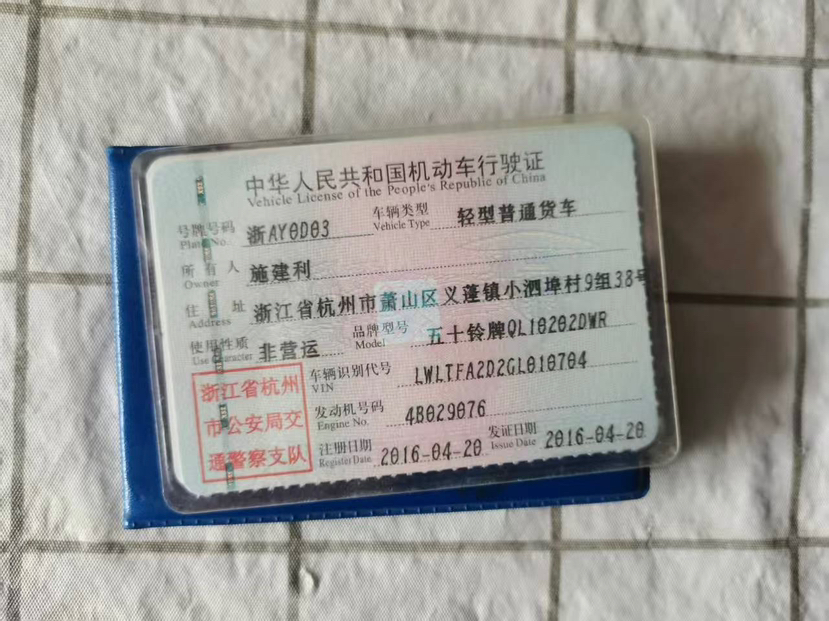 中华人民共和国机动车行驶证
Vehicle License of the People's Republic of China
号牌号码 浙AY0D03 车辆类型 轻型普通货车
Plate No. Vehicle Type
所有人 施建利
Owner
住址 浙江省杭州市萧山区义蓬镇小泗埠村9组38号
Address
使用性质 非营运 品牌型号 五十铃牌QL10202DWR
Use Character Model
车辆识别代号 LWLTFA2D2GL010704
VIN
发动机号码 4B029076
Engine No.
注册日期 2016-04-20 发证日期 2016-04-20
Register Date Issue Date
浙江省杭州
市公安局交
通警察支队